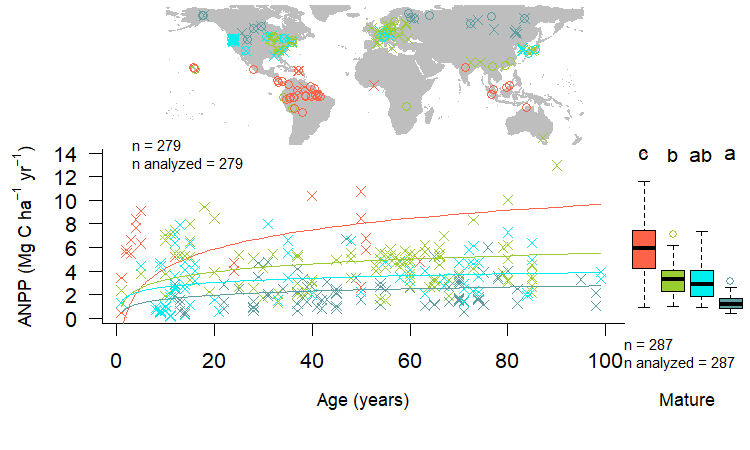 n = 279
n analyzed = 279
14
12
10
8
6
4
2
0
ANPP (Mg C ha⁻¹ yr⁻¹)
0 20 40 60 80 100
Age (years)
c b ab a
n = 287
n analyzed = 287
Mature